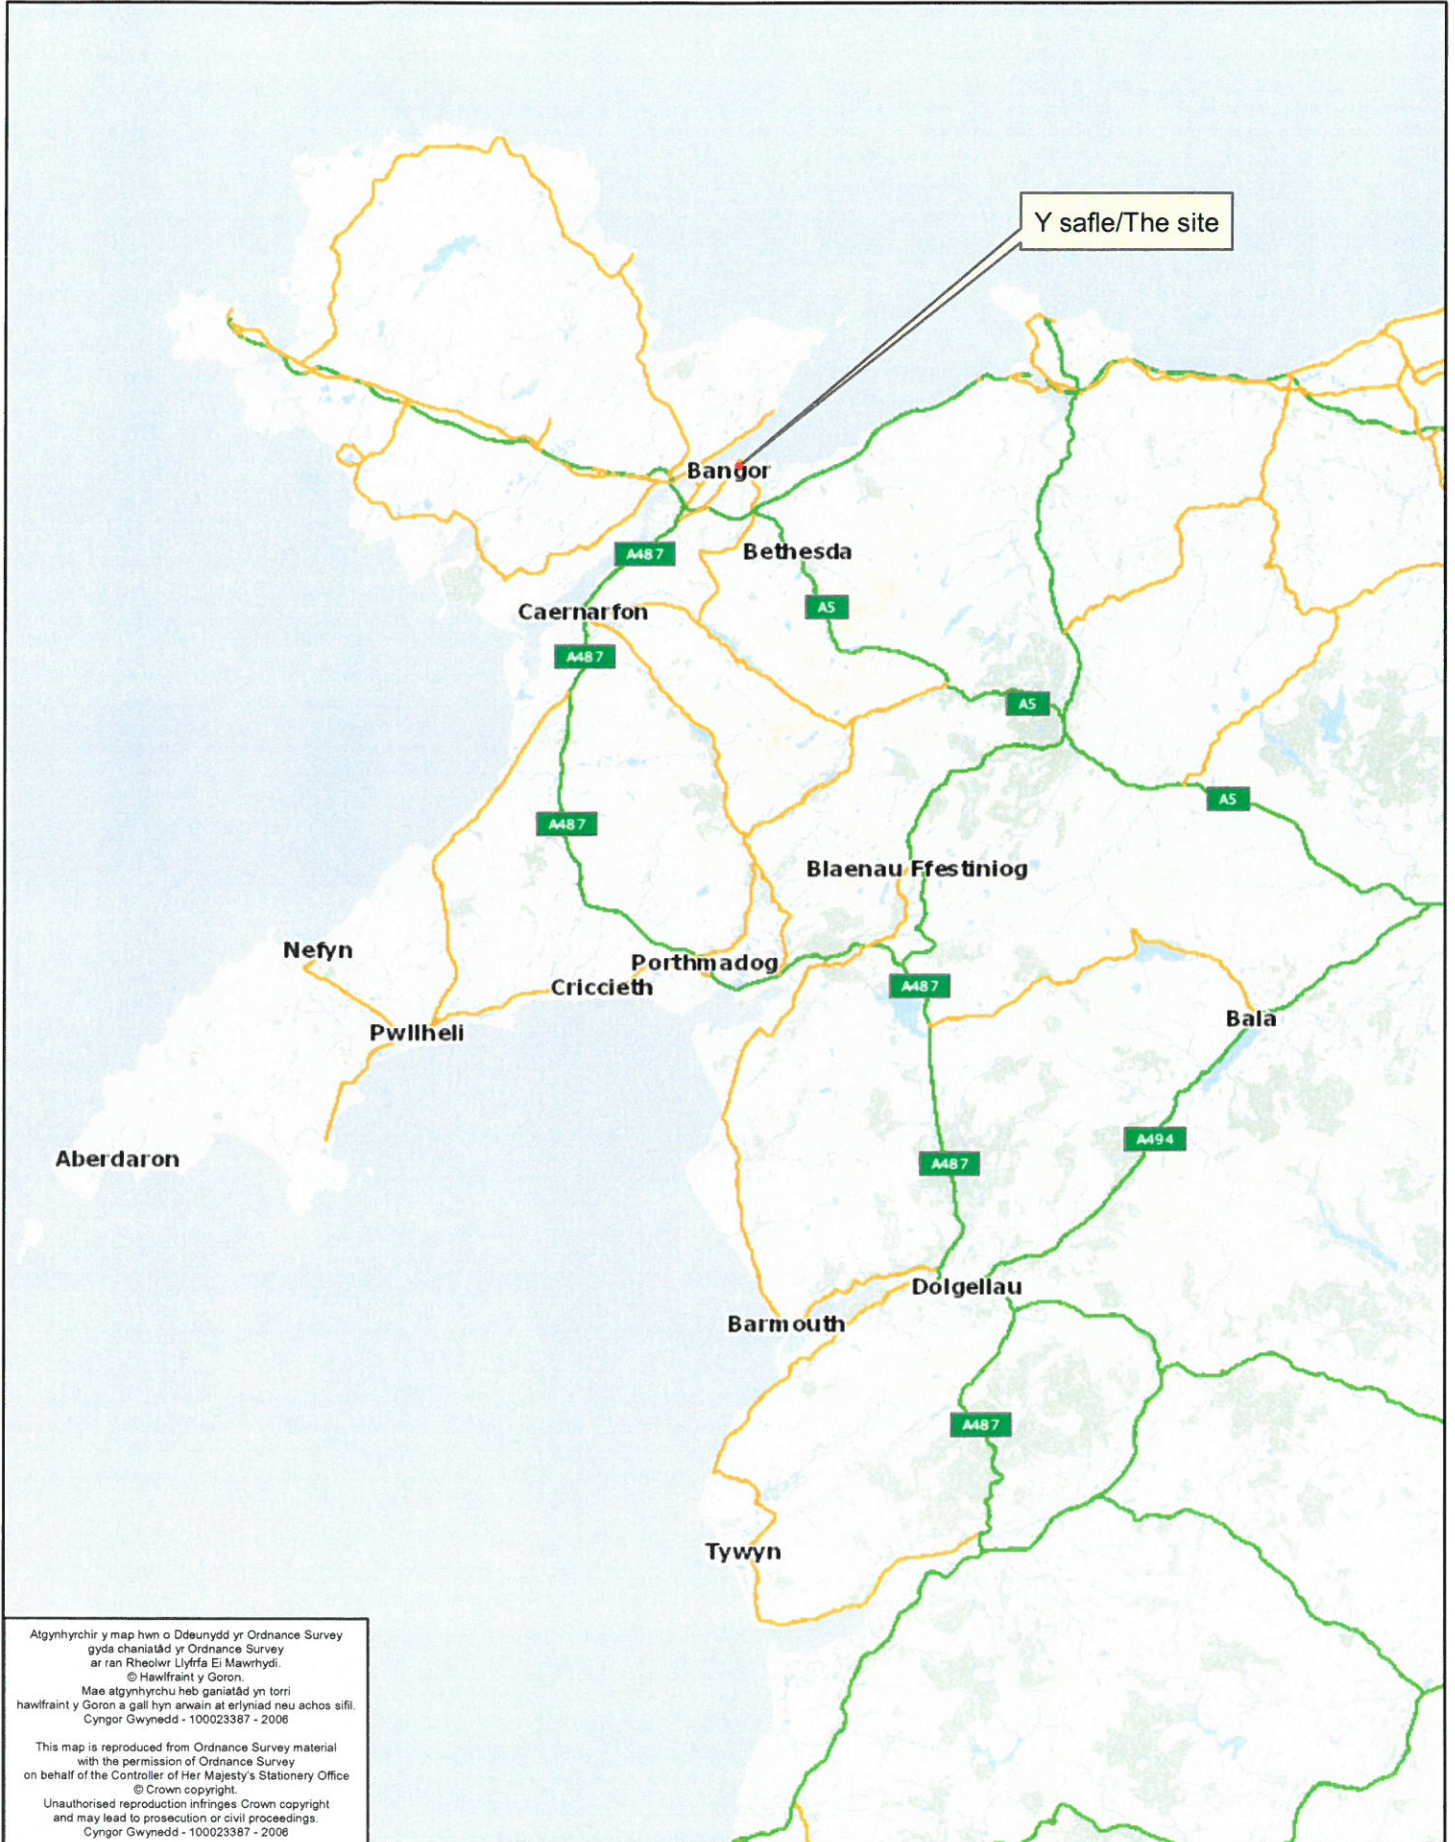 Y safle/The site
Bangor
A487
Bethesda
Caernarfon
A5
A487
A5
A487
A5
Blaenau Ffestiniog
Nefyn
Porthmadog
Criccieth
A487
Pwllheli
Bala
A494
Aberdaron
A487
Dolgellau
Barmouth
A487
Tywyn
Atgynhyrchir y map hwn o Ddeunydd yr Ordnance Survey
gyda chaniatâd yr Ordnance Survey
ar ran Rheolwr Llyfrfa Ei Mawrhydi.
© Hawlfraint y Goron.
Mae atgynhyrchu heb ganiatâd yn torri
hawlfraint y Goron a gall hyn arwain at erlyniad neu achos sifil.
Cyngor Gwynedd - 100023387 - 2006
This map is reproduced from Ordnance Survey material
with the permission of Ordnance Survey
on behalf of the Controller of Her Majesty's Stationery Office
© Crown copyright.
Unauthorised reproduction infringes Crown copyright
and may lead to prosecution or civil proceedings.
Cyngor Gwynedd - 100023387 - 2006